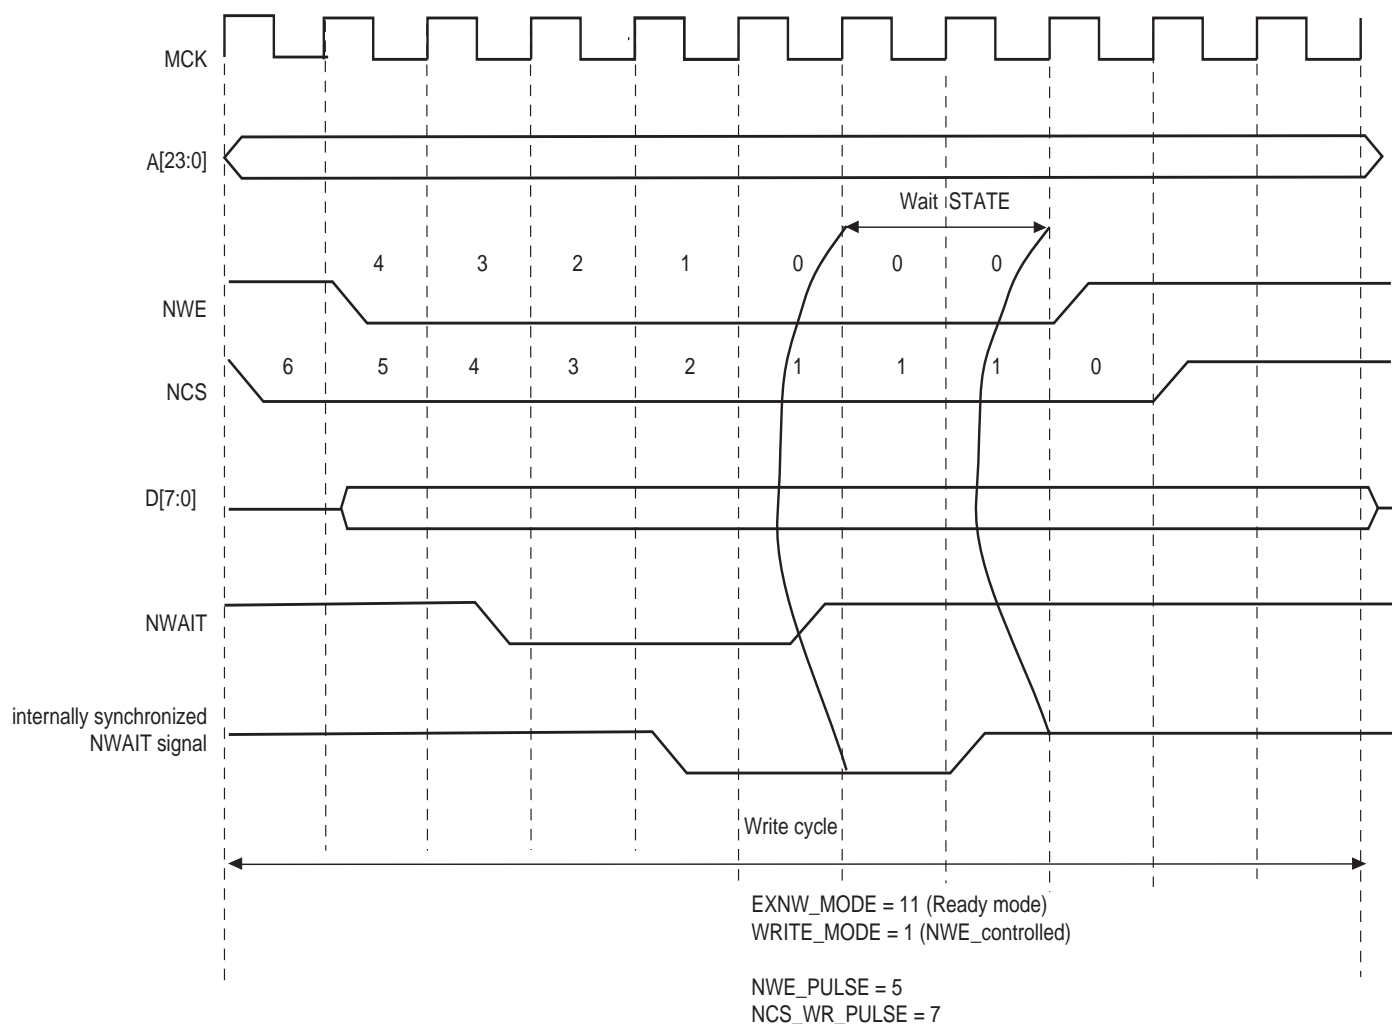 MCK
A[23:0]
Wait STATE
4 3 2 1 0 0 0
NWE
6 5 4 3 2 1 1 1 0
NCS
D[7:0]
NWAIT
internally synchronized
NWAIT signal
Write cycle
EXNW_MODE = 11 (Ready mode)
WRITE_MODE = 1 (NWE_controlled)
NWE_PULSE = 5
NCS_WR_PULSE = 7